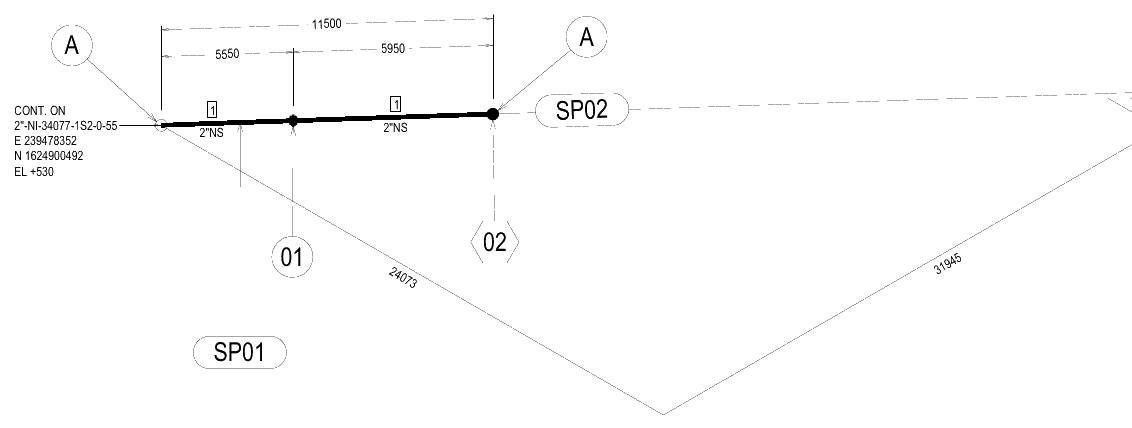 11500
5550
5950
A
A
1
1
SP02
CONT. ON
2"-NI-34077-1S2-0-55
E 239478352
N 1624900492
EL +530
2"NS
2"NS
01
02
24073
31945
SP01